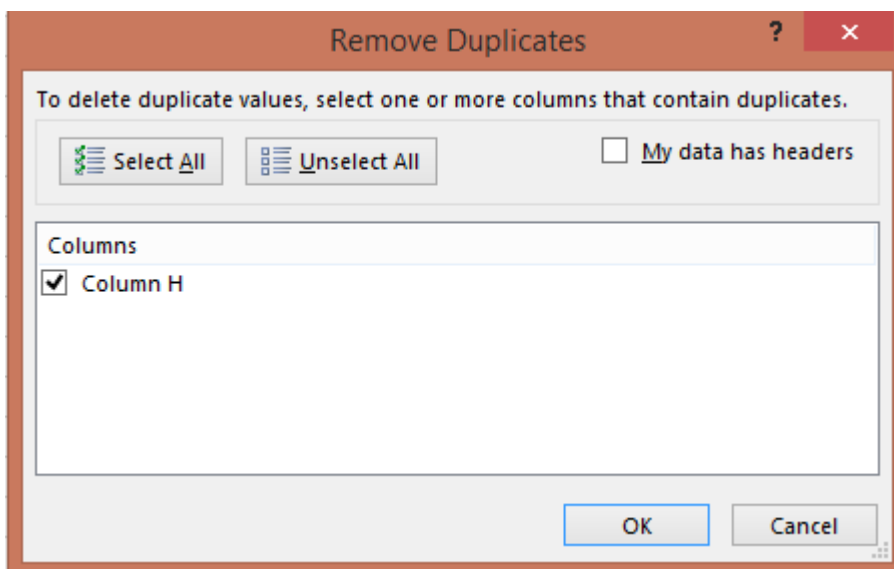 Remove Duplicates
?
To delete duplicate values, select one or more columns that contain duplicates.
Select All
Unselect All
My data has headers
Columns
Column H
OK
Cancel